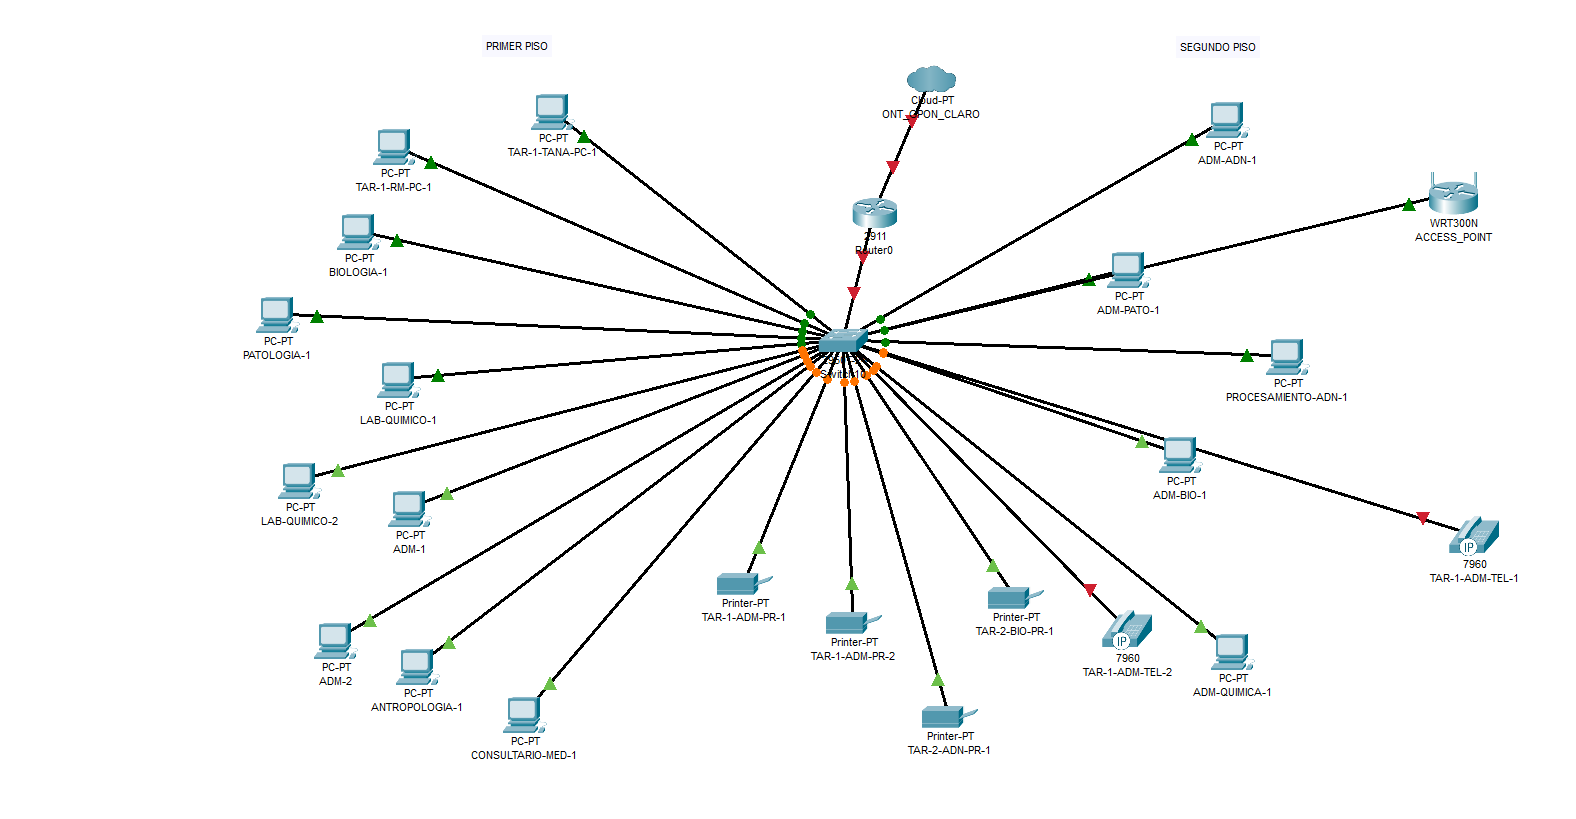 PRIMER PISO
SEGUNDO PISO
Cloud-PT
ONT_GPON_CLARO
PC-PT
TAR-1-TANA-PC-1
PC-PT
ADM-ADN-1
PC-PT
TAR-1-RM-PC-1
2911
Router0
WRT300N
ACCESS_POINT
PC-PT
BIOLOGIA-1
PC-PT
ADM-PATO-1
PC-PT
PATOLOGIA-1
PC-PT
PROCESAMIENTO-ADN-1
PC-PT
LAB-QUIMICO-1
PC-PT
ADM-BIO-1
PC-PT
LAB-QUIMICO-2
PC-PT
ADM-1
IP
7960
TAR-1-ADM-TEL-1
Printer-PT
TAR-1-ADM-PR-1
Printer-PT
TAR-1-ADM-PR-2
Printer-PT
TAR-2-BIO-PR-1
IP
7960
TAR-1-ADM-TEL-2
PC-PT
ADM-QUIMICA-1
PC-PT
ADM-2
PC-PT
ANTROPOLOGIA-1
PC-PT
CONSULTARIO-MED-1
Printer-PT
TAR-2-ADN-PR-1